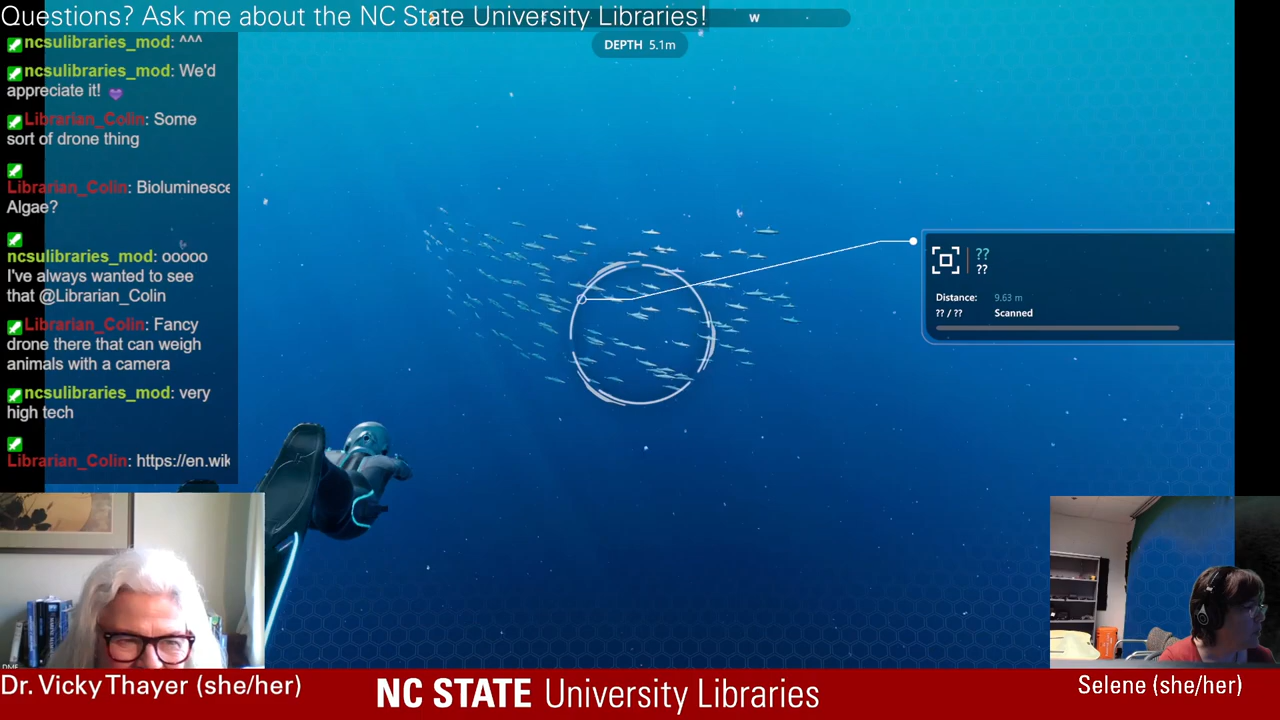 Questions? Ask me about the NC State University Libraries!
W
DEPTH 5.1m
ncsulibraries_mod: ^^^
ncsulibraries_mod: We'd
appreciate it!
Librarian_Colin: Some
sort of drone thing
Librarian_Colin: Bioluminesce
Algae?
ncsulibraries_mod: ooooo
I've always wanted to see
that @Librarian_Colin
Librarian_Colin: Fancy
drone there that can weigh
animals with a camera
ncsulibraries_mod: very
high tech
Librarian_Colin: https://en.wik
??
??
Distance: 9.63 m
?? / ?? Scanned
Dr. Vicky Thayer (she/her)
NC STATE University Libraries
Selene (she/her)